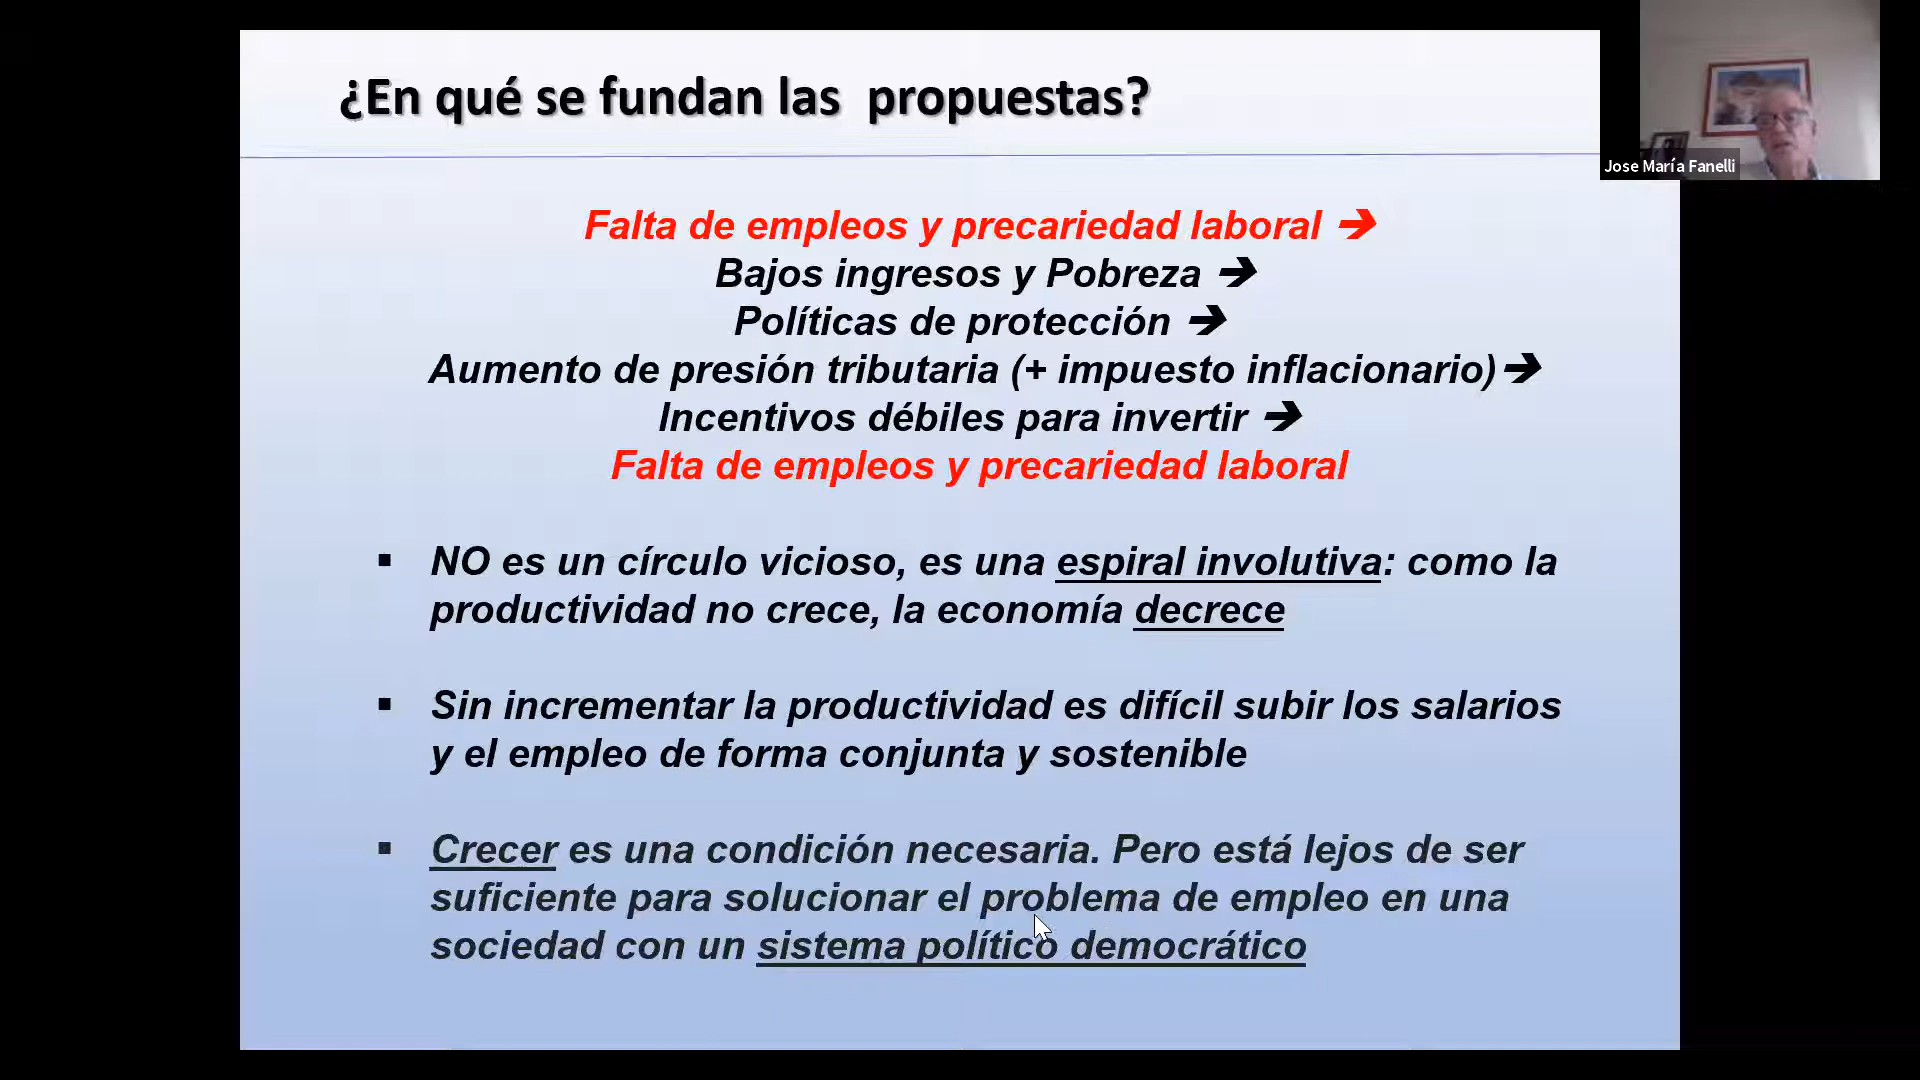 ¿En qué se fundan las propuestas?
Jose María Fanelli
Falta de empleos y precariedad laboral ➔
Bajos ingresos y Pobreza ➔
Políticas de protección ➔
Aumento de presión tributaria (+ impuesto inflacionario)➔
Incentivos débiles para invertir ➔
Falta de empleos y precariedad laboral
▪ NO es un círculo vicioso, es una espiral involutiva: como la
productividad no crece, la economía decrece
▪ Sin incrementar la productividad es difícil subir los salarios
y el empleo de forma conjunta y sostenible
▪ Crecer es una condición necesaria. Pero está lejos de ser
suficiente para solucionar el problema de empleo en una
sociedad con un sistema político democrático